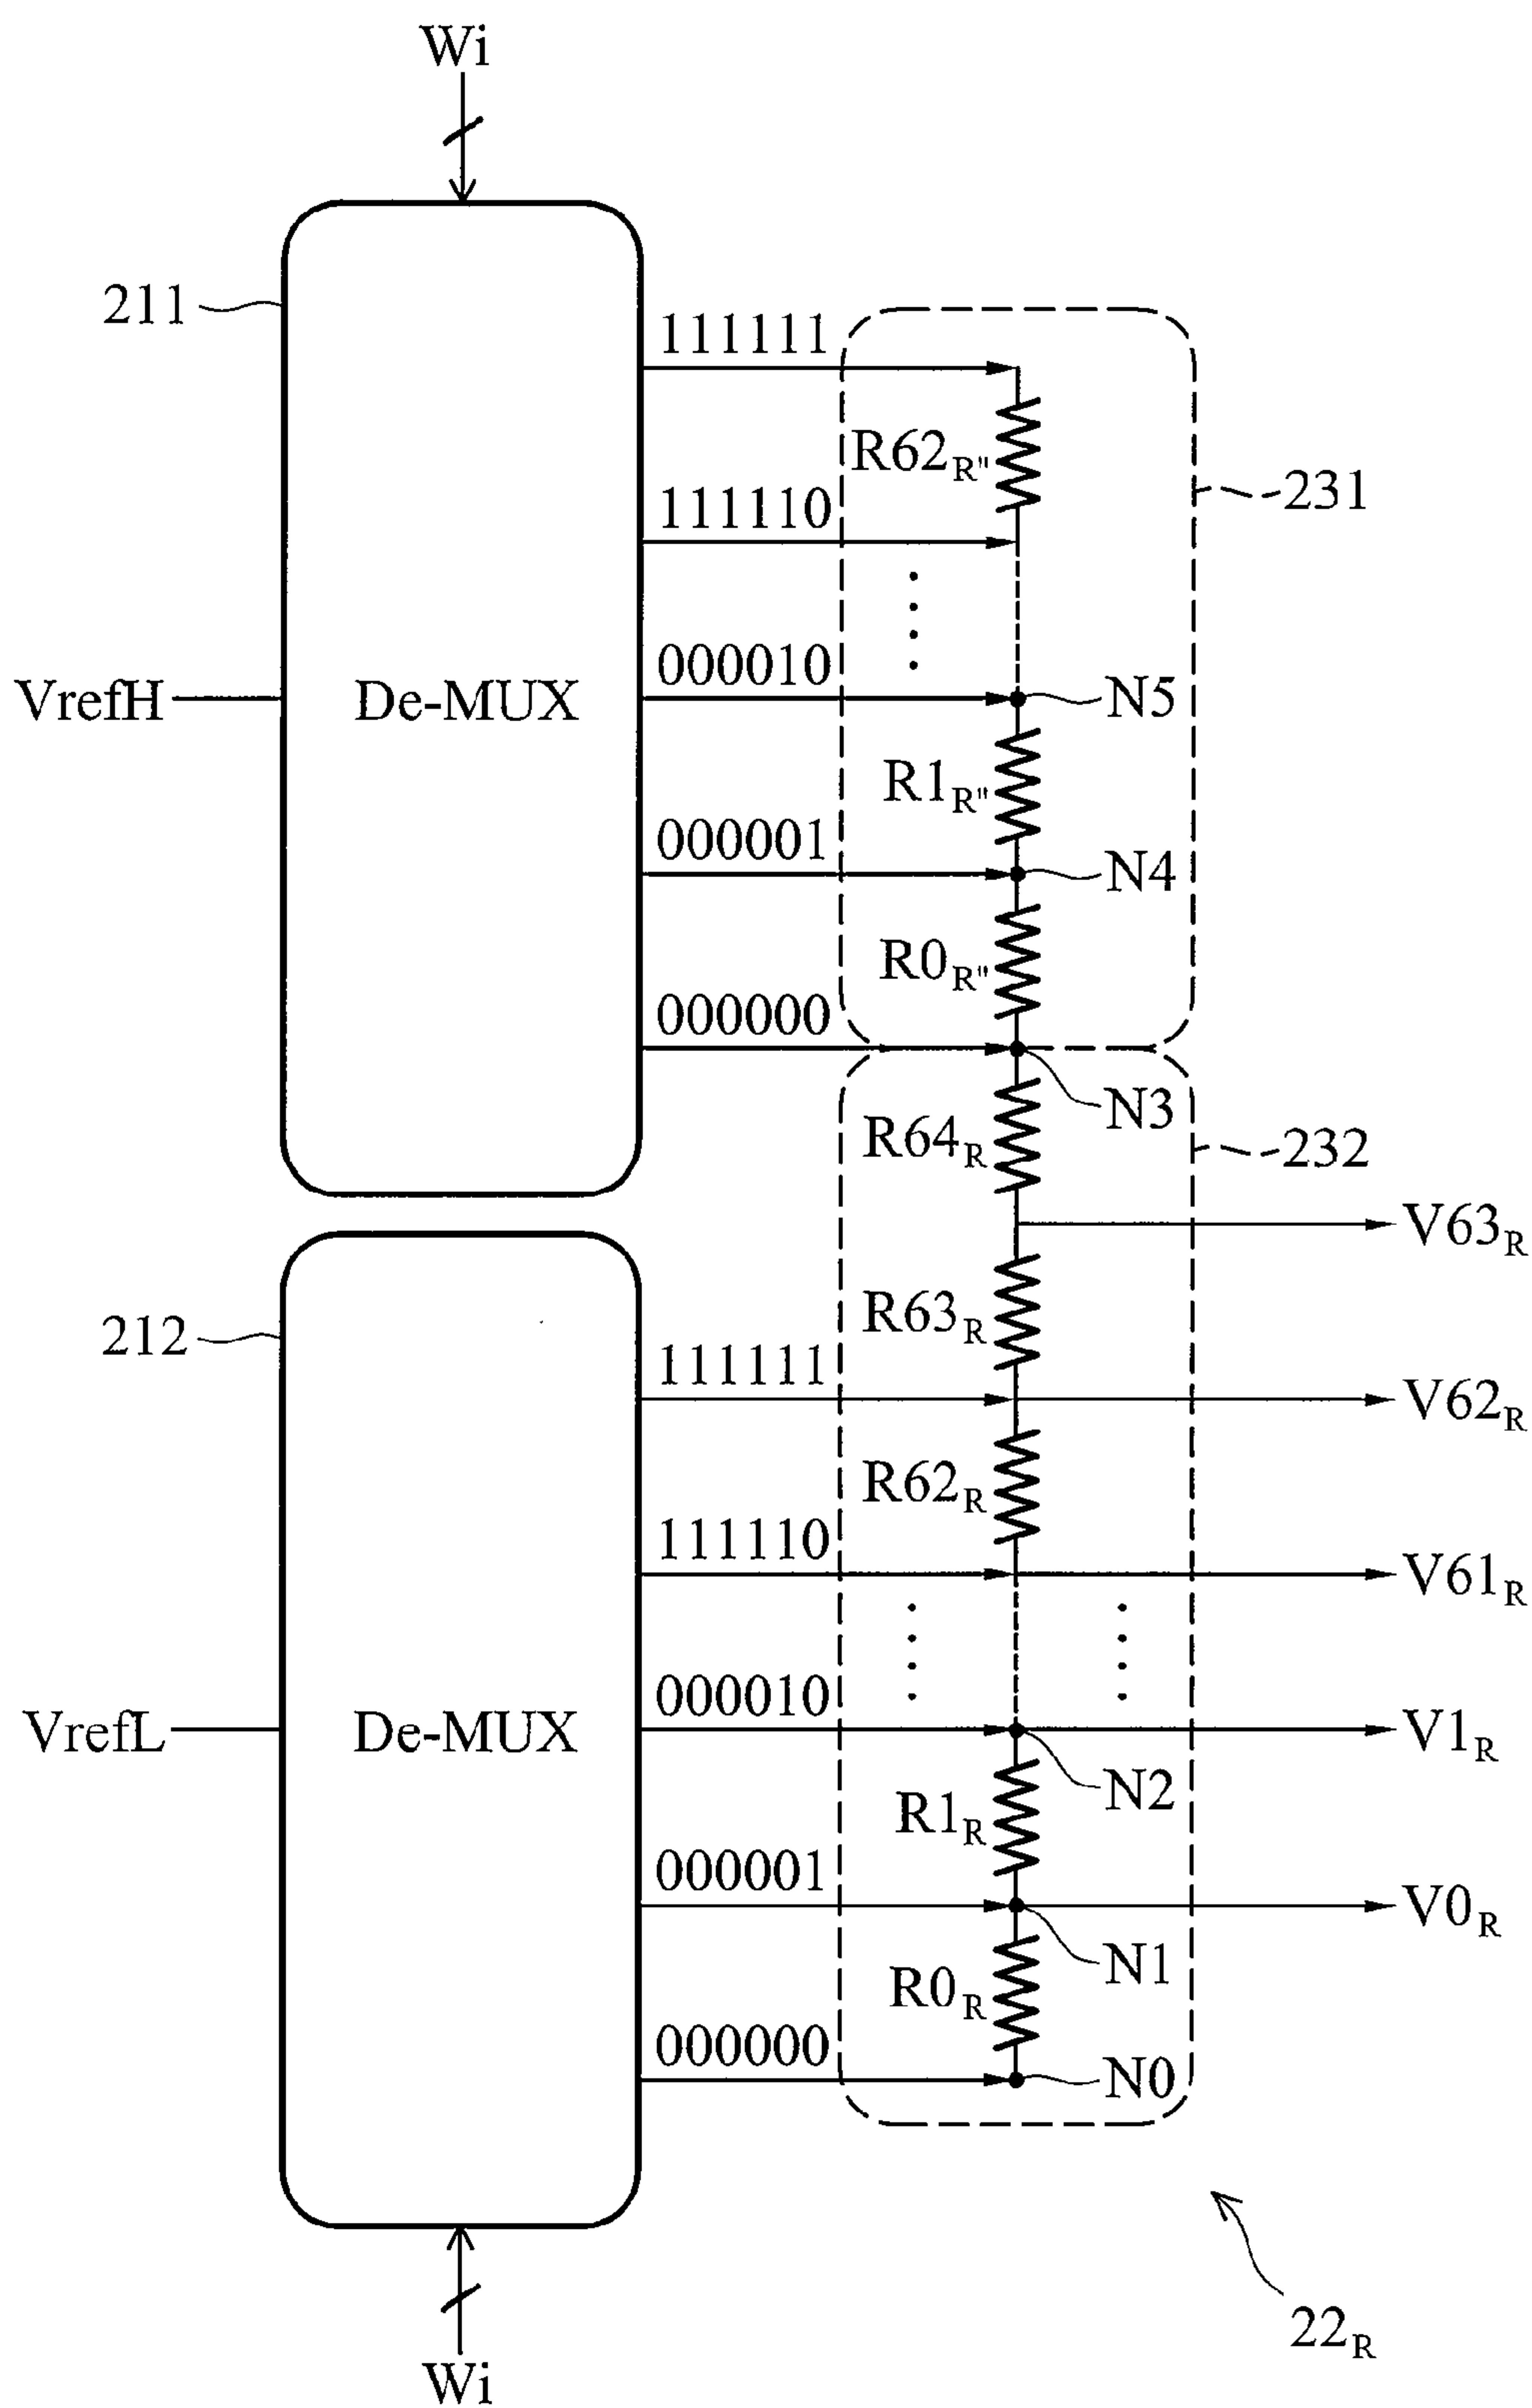 Wi
211
111111
R62R"
231
111110
000010
VrefH
De-MUX
N5
R1R"
000001
N4
R0R"
000000
N3
R64R
232
V63R
R63R
212
111111
V62R
R62R
111110
V61R
000010
VrefL
De-MUX
V1R
N2
R1R
000001
V0R
N1
R0R
000000
N0
22R
Wi